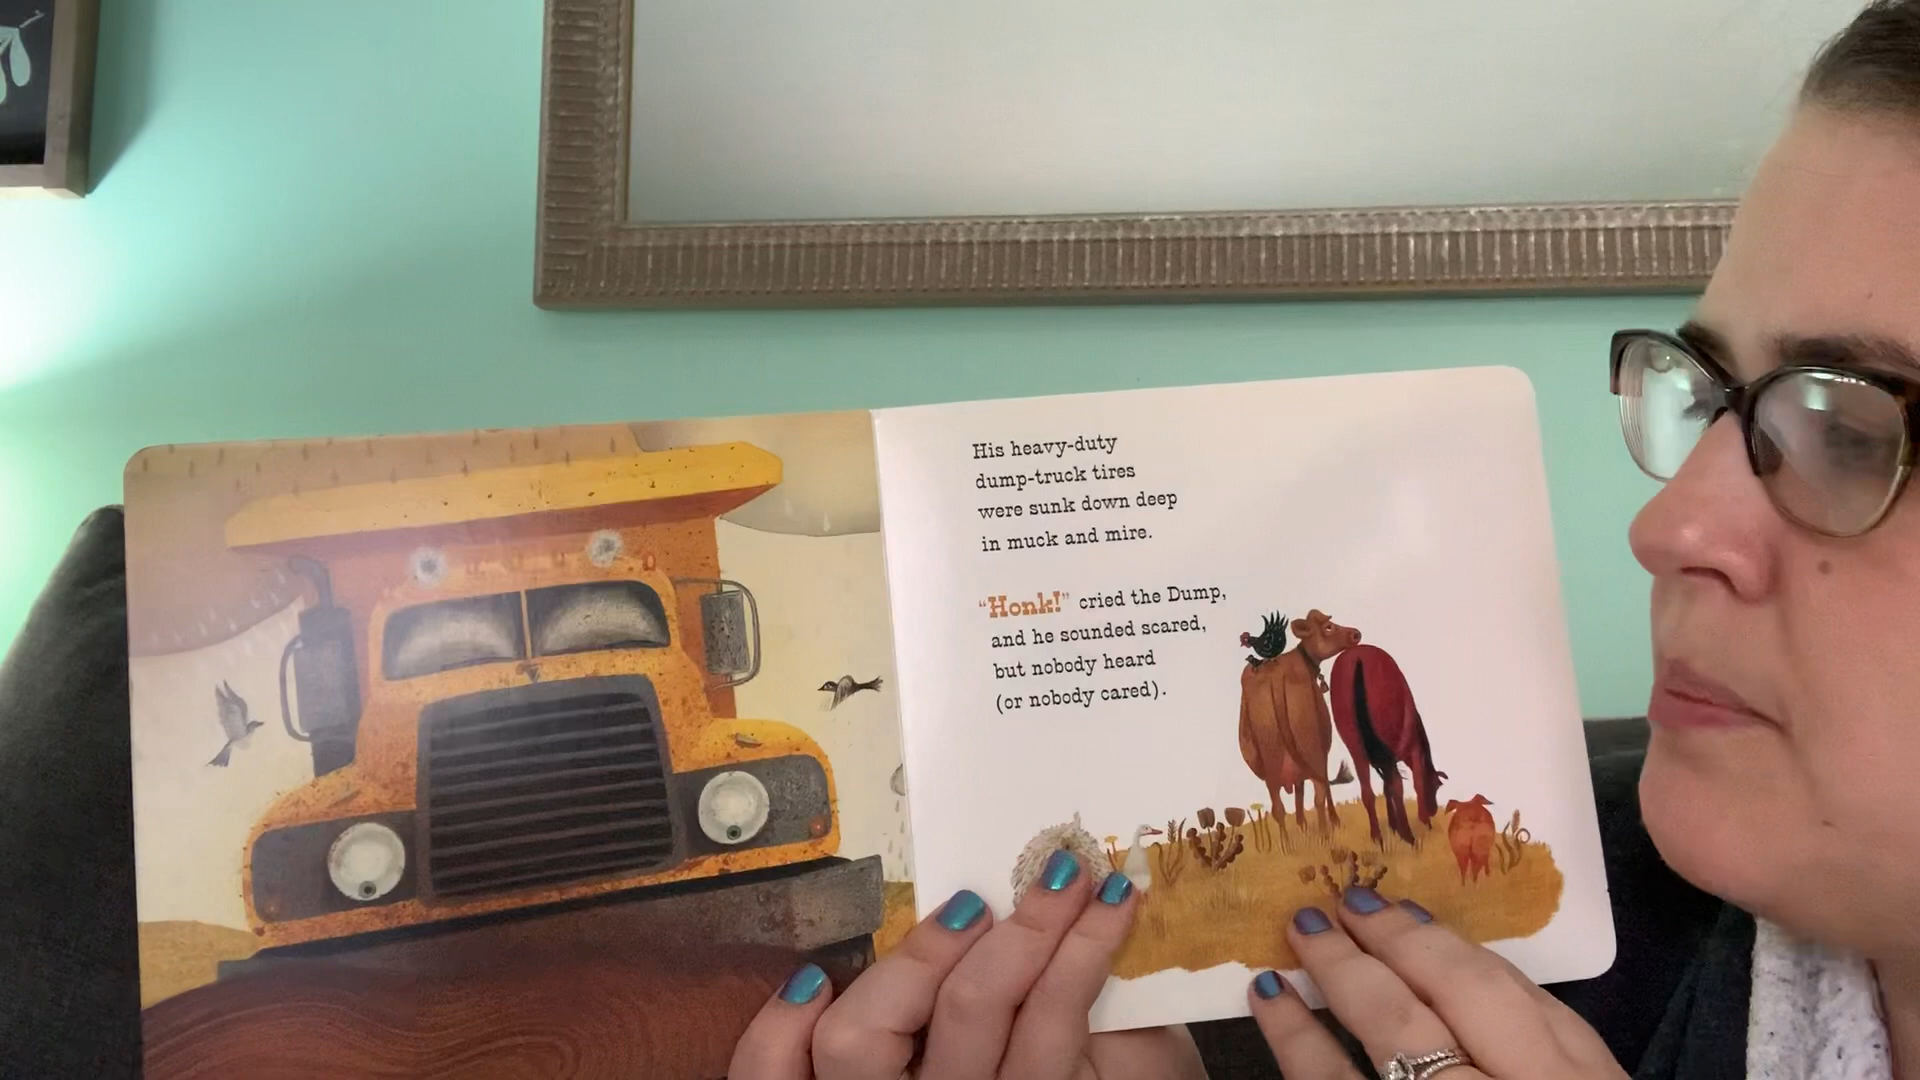 His heavy-duty
dump-truck tires
were sunk down deep
in muck and mire.
“Honk!” cried the Dump,
and he sounded scared,
but nobody heard
(or nobody cared).